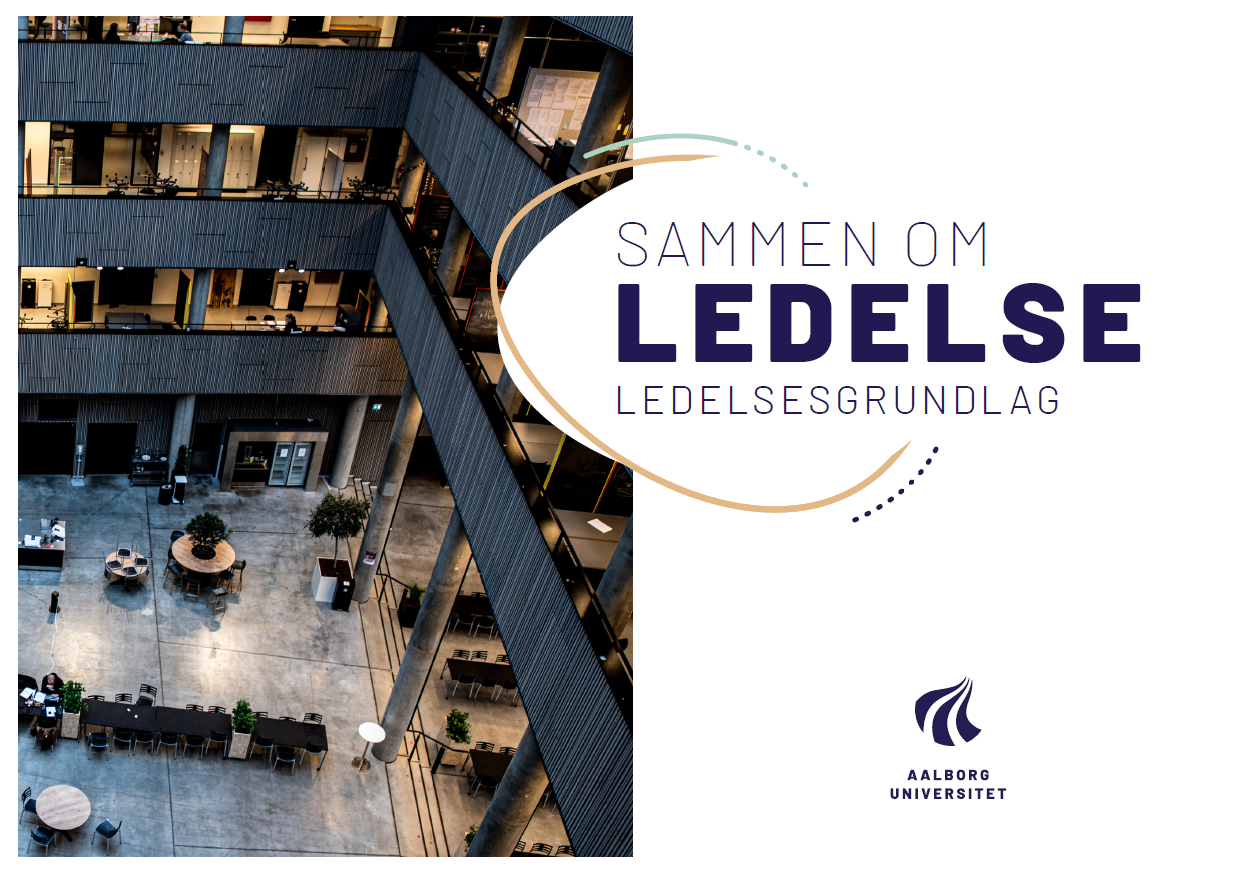 SAMMEN OM
LEDELSE
LEDELSESGRUNDLAG
AALBORG
UNIVERSITET